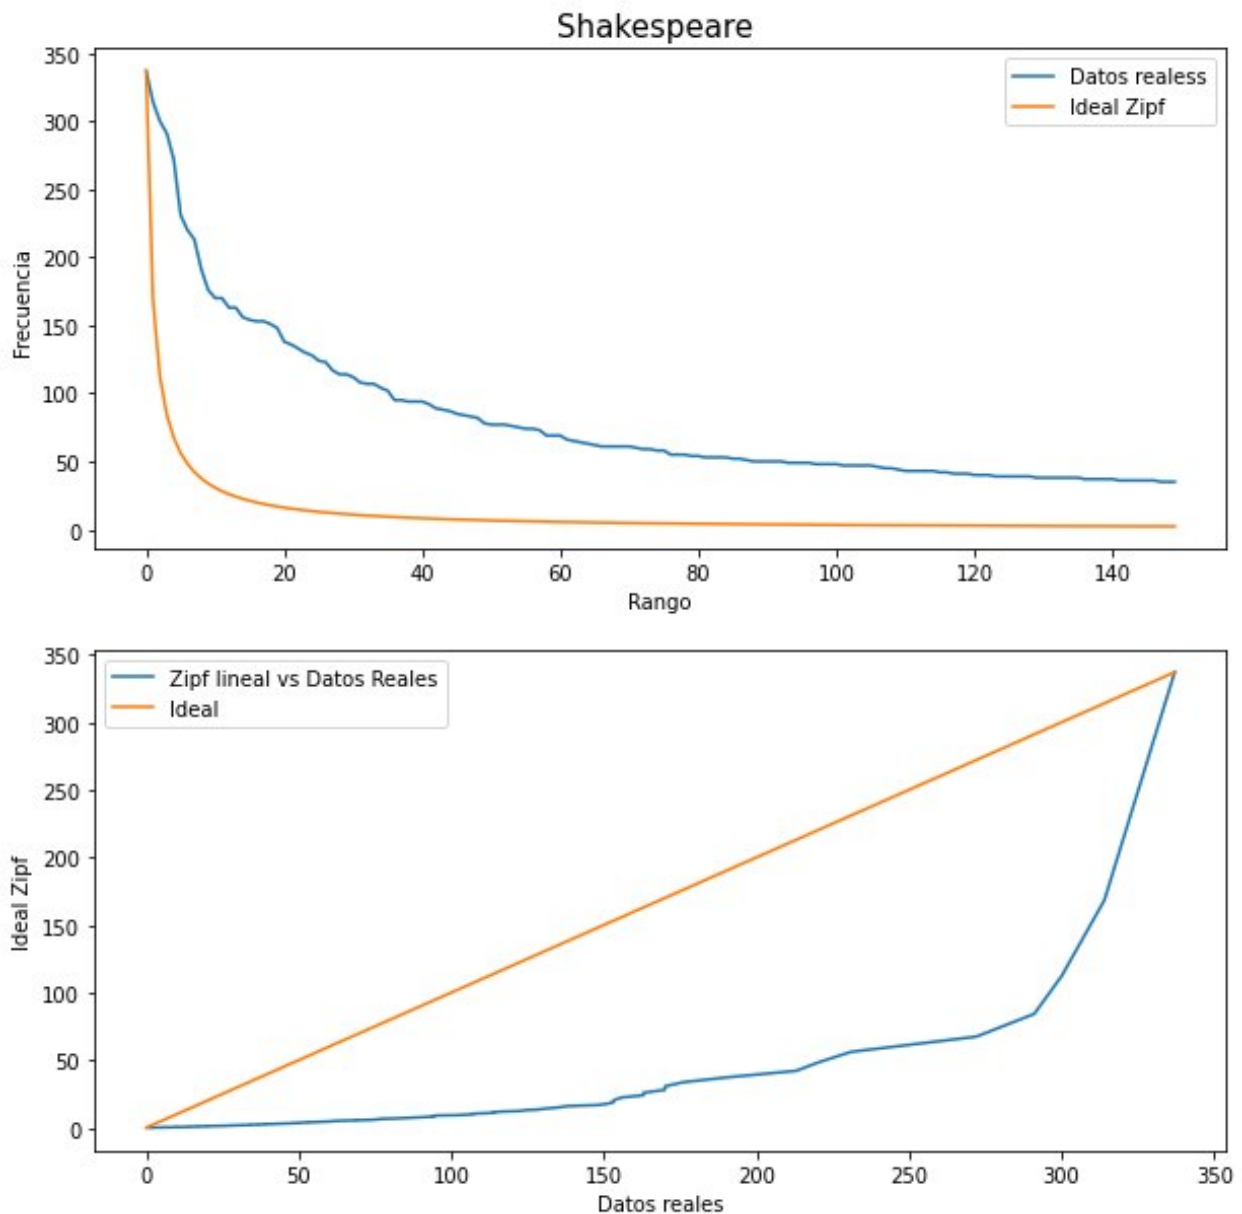 Shakespeare
350
300
250
200
150
100
50
0
Frecuencia
Datos realess
Ideal Zipf
0 20 40 60 80 100 120 140
Rango
350
300
250
200
150
100
50
0
Ideal Zipf
Zipf lineal vs Datos Reales
Ideal
0 50 100 150 200 250 300 350
Datos reales